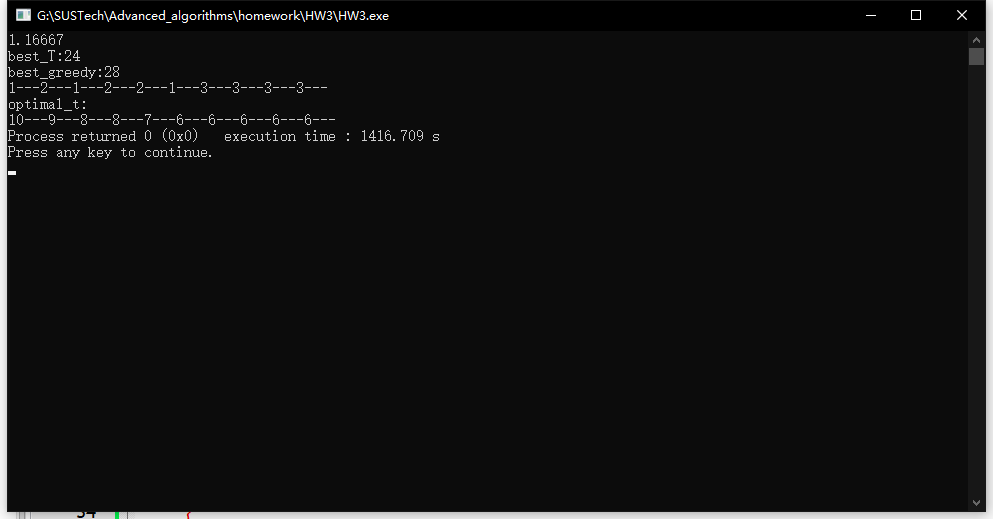 G:\SUSTech\Advanced_algorithms\homework\HW3\HW3.exe
1.16667
best_T:24
best_greedy:28
1---2---1---2---2---1---3---3---3---3---
optimal_t:
10---9---8---8---7---6---6---6---6---6---
Process returned 0 (0x0)   execution time : 1416.709 s
Press any key to continue.